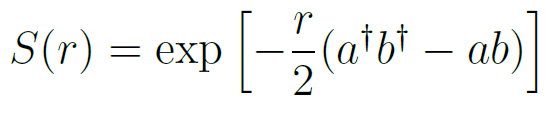 S(r) = exp [−r/2(a†b† − ab)]